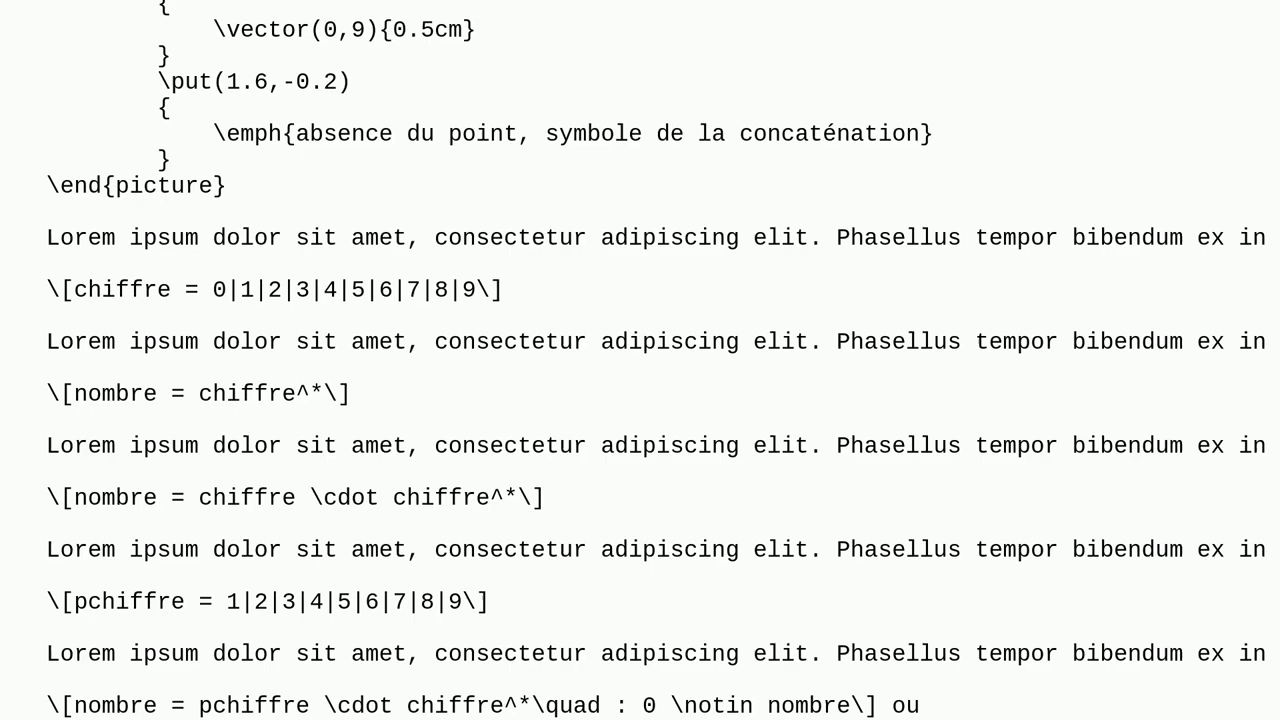 {
\vector(0,9){0.5cm}
}
\put(1.6,-0.2)
{
\emph{absence du point, symbole de la concaténation}
}
\end{picture}
Lorem ipsum dolor sit amet, consectetur adipiscing elit. Phasellus tempor bibendum ex in
\[chiffre = 0|1|2|3|4|5|6|7|8|9\]
Lorem ipsum dolor sit amet, consectetur adipiscing elit. Phasellus tempor bibendum ex in
\[nombre = chiffre^*\]
Lorem ipsum dolor sit amet, consectetur adipiscing elit. Phasellus tempor bibendum ex in
\[nombre = chiffre \cdot chiffre^*\]
Lorem ipsum dolor sit amet, consectetur adipiscing elit. Phasellus tempor bibendum ex in
\[pchiffre = 1|2|3|4|5|6|7|8|9\]
Lorem ipsum dolor sit amet, consectetur adipiscing elit. Phasellus tempor bibendum ex in
\[nombre = pchiffre \cdot chiffre^*\quad : 0 \notin nombre\] ou